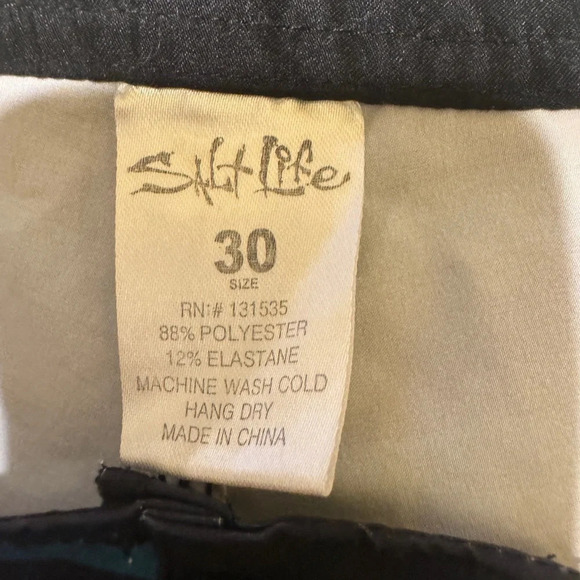 Salt Life
30
SIZE
RN:# 131535
88% POLYESTER
12% ELASTANE
MACHINE WASH COLD
HANG DRY
MADE IN CHINA